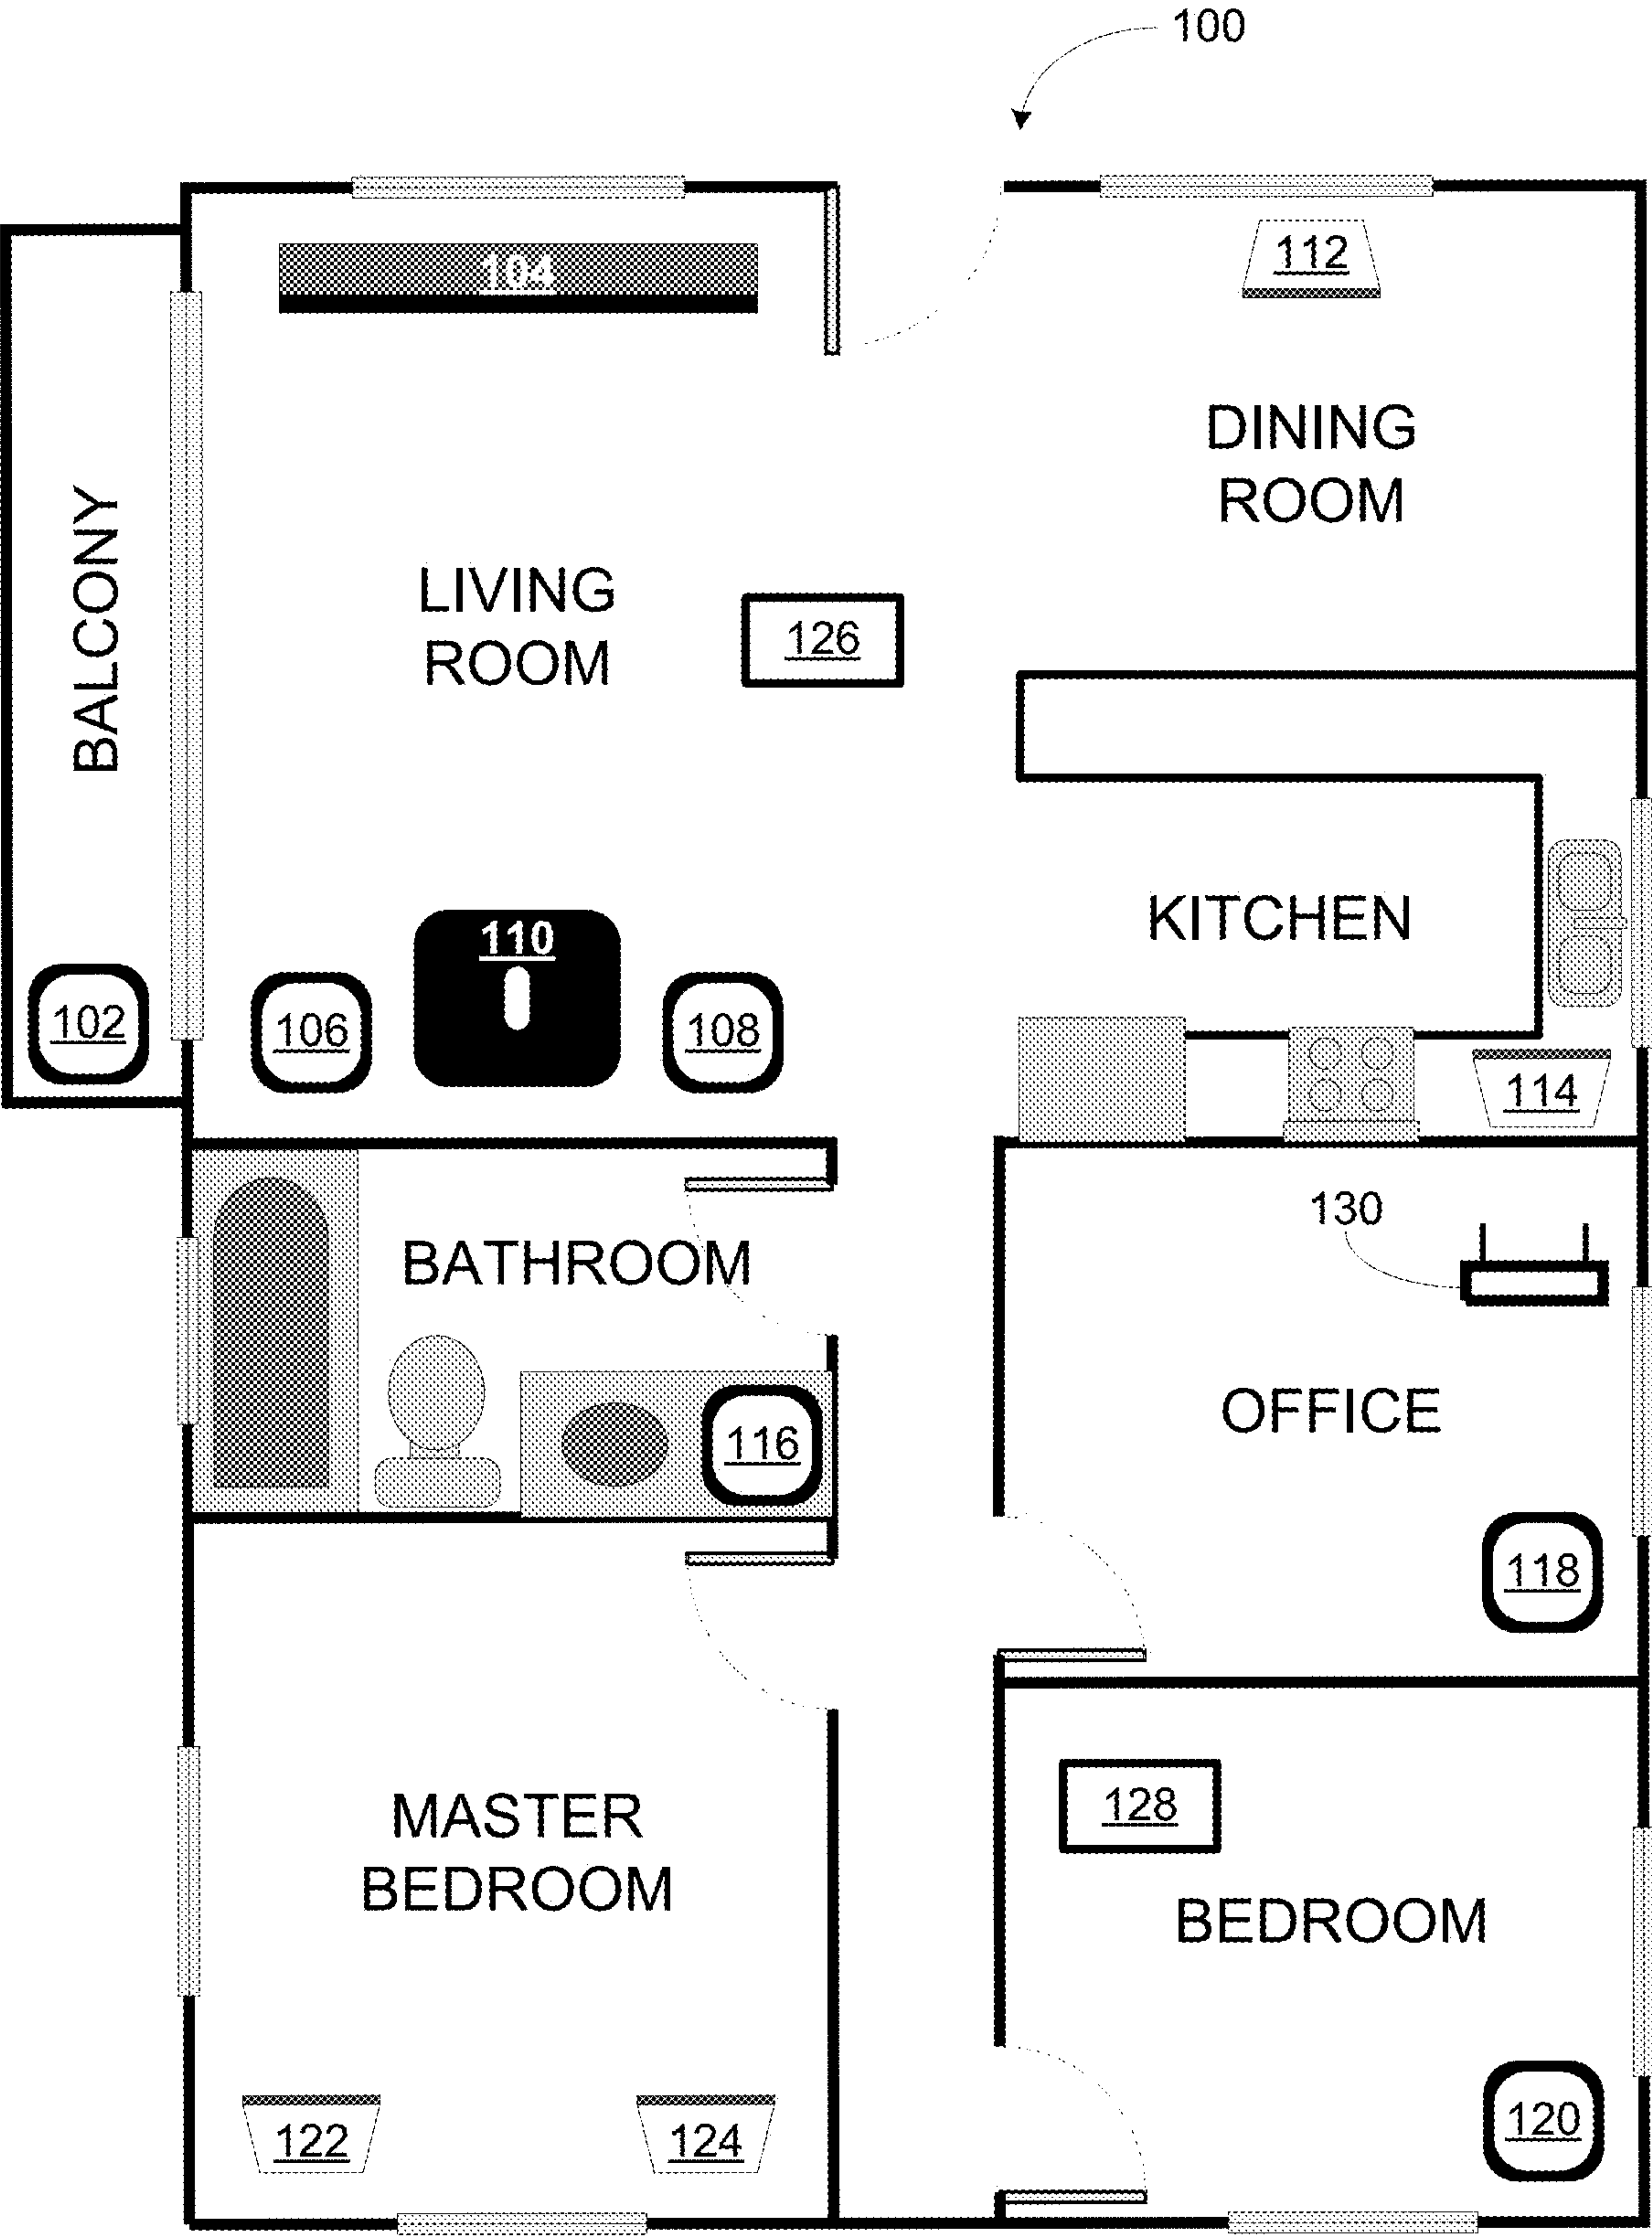 100
104
112
DINING
ROOM
BALCONY
LIVING
ROOM
126
KITCHEN
110
102
106
108
114
130
BATHROOM
OFFICE
116
118
MASTER
BEDROOM
128
BEDROOM
122
124
120